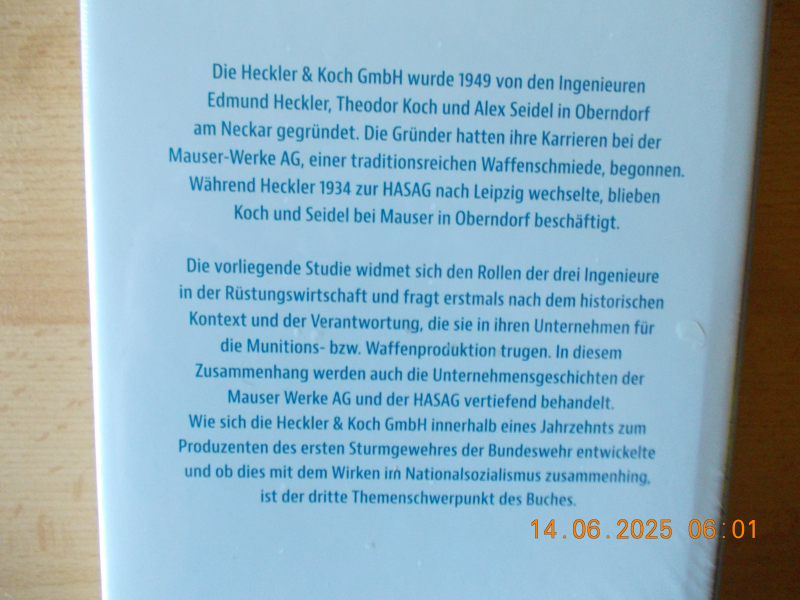 Die Heckler & Koch GmbH wurde 1949 von den Ingenieuren
Edmund Heckler, Theodor Koch und Alex Seidel in Oberndorf
am Neckar gegründet. Die Gründer hatten ihre Karrieren bei der
Mauser-Werke AG, einer traditionsreichen Waffenschmiede, begonnen.
Während Heckler 1934 zur HASAG nach Leipzig wechselte, blieben
Koch und Seidel bei Mauser in Oberndorf beschäftigt.
Die vorliegende Studie widmet sich den Rollen der drei Ingenieure
in der Rüstungswirtschaft und fragt erstmals nach dem historischen
Kontext und der Verantwortung, die sie in ihren Unternehmen für
die Munitions- bzw. Waffenproduktion trugen. In diesem
Zusammenhang werden auch die Unternehmensgeschichten der
Mauser Werke AG und der HASAG vertiefend behandelt.
Wie sich die Heckler & Koch GmbH innerhalb eines Jahrzehnts zum
Produzenten des ersten Sturmgewehres der Bundeswehr entwickelte
und ob dies mit dem Wirken im Nationalsozialismus zusammenhing,
ist der dritte Themenschwerpunkt des Buches.
14.06.2025 06:01